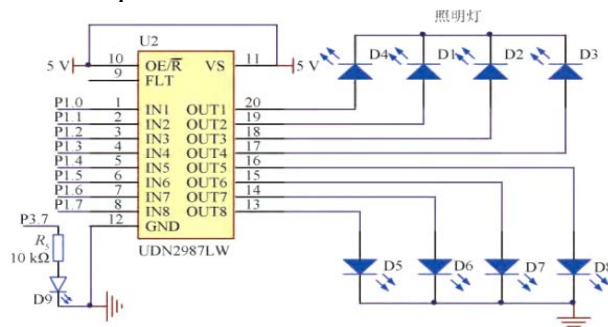 照明灯
U2
5 V 10 OE/R VS 11 5 V
9 FLT
D4 D1 D2 D3
P1.0 1 IN1 OUT1 20
P1.1 2 IN2 OUT2 19
P1.2 3 IN3 OUT3 18
P1.3 4 IN4 OUT4 17
P1.4 5 IN5 OUT5 16
P1.5 6 IN6 OUT6 15
P1.6 7 IN7 OUT7 14
P1.7 8 IN8 OUT8 13
12 GND
P3.7
UDN2987LW
R5
10 kΩ
D9
D5 D6 D7 D8